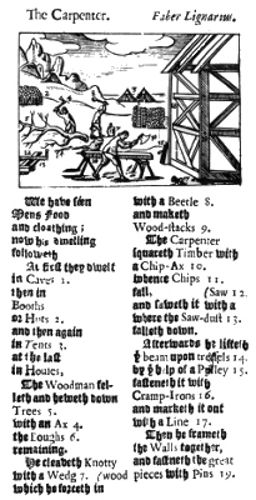 The Carpenter.
Faber Lignarius.
We have seen
Mens Food
and cloathing;
now his dwelling
followeth
At first they dwelt
in Caves 1.
then in
Booths
or Huts 2.
and then again
in Tents 3.
at the last
in Houses,
The Woodman fel-
leth and heweth down
Trees 5.
with an Ax 4.
the Boughs 6.
remaining.
He cleaveth Knotty
with a Wedg 7. (wood
which he forceth in
with a Beetle 8.
and maketh
Wood-stacks 9.
The Carpenter
squareth Timber with
a Chip-Ax 10.
whence Chips 11.
fall, (Saw 12
and saweth it with a
where the Saw-dust 13.
falleth down.
Afterwards he lifteth
ẙ beam upon tressels 14.
by ẙ help of a Pulley 15.
fasteneth it with
Cramp-Irons 16.
and marketh it out
with a Line 17.
Then he frameth
the Walls together,
and fastneth the great
pieces with Pins 19.